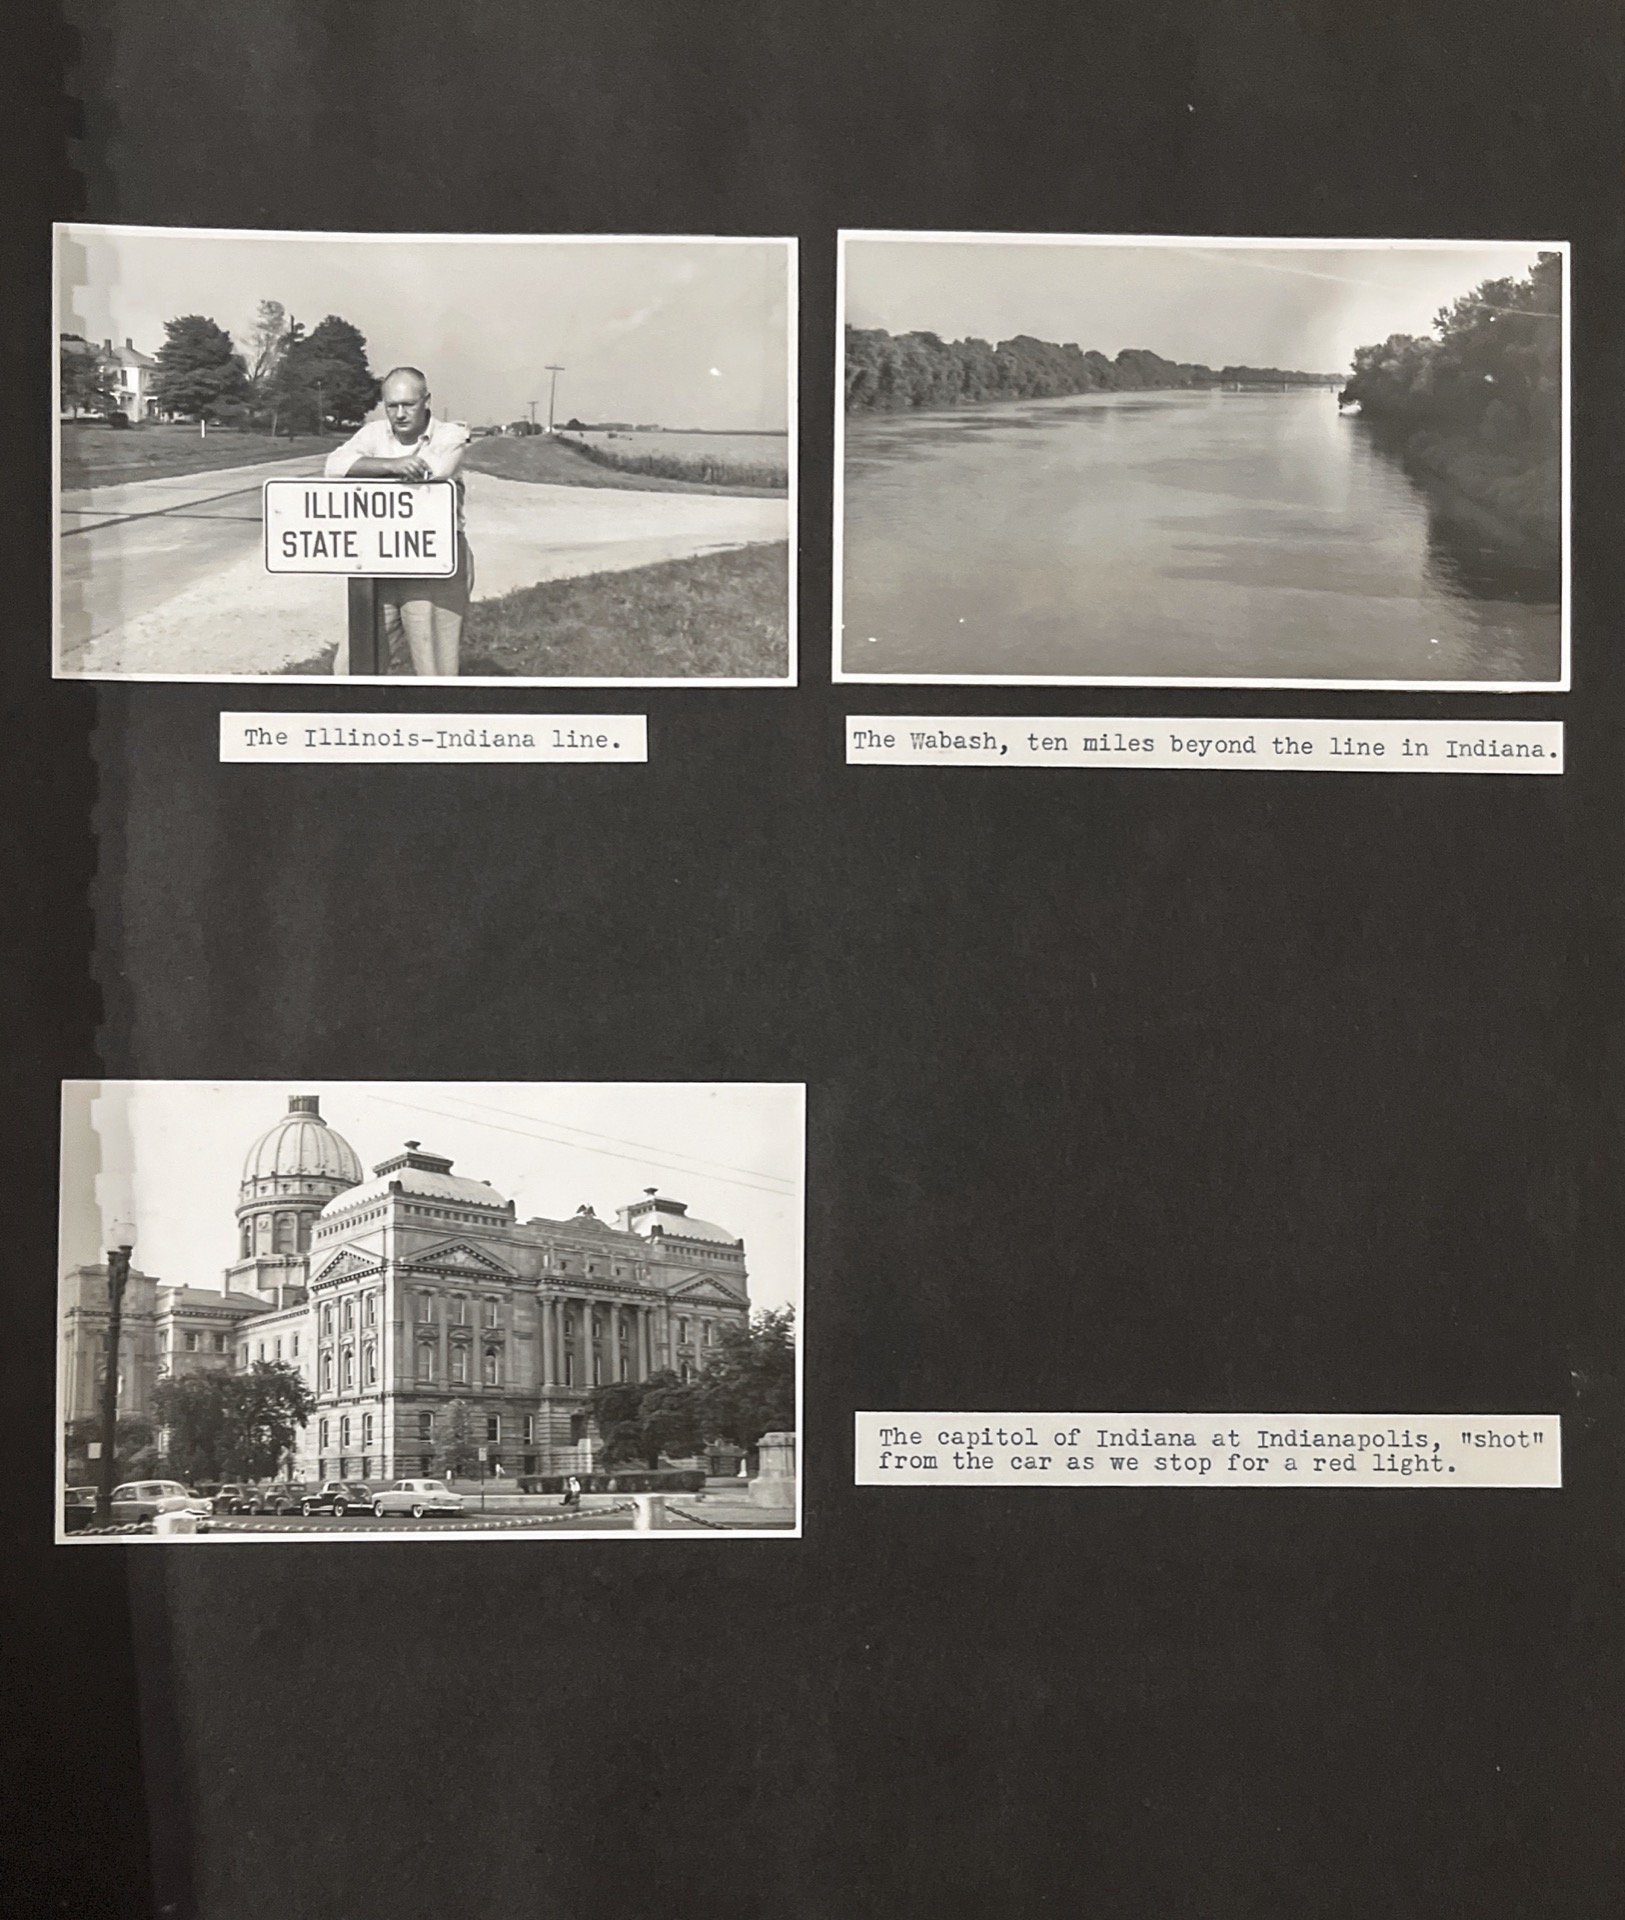 ILLINOIS
STATE LINE
The Illinois-Indiana line.
The Wabash, ten miles beyond the line in Indiana.
The capitol of Indiana at Indianapolis, "shot"
from the car as we stop for a red light.